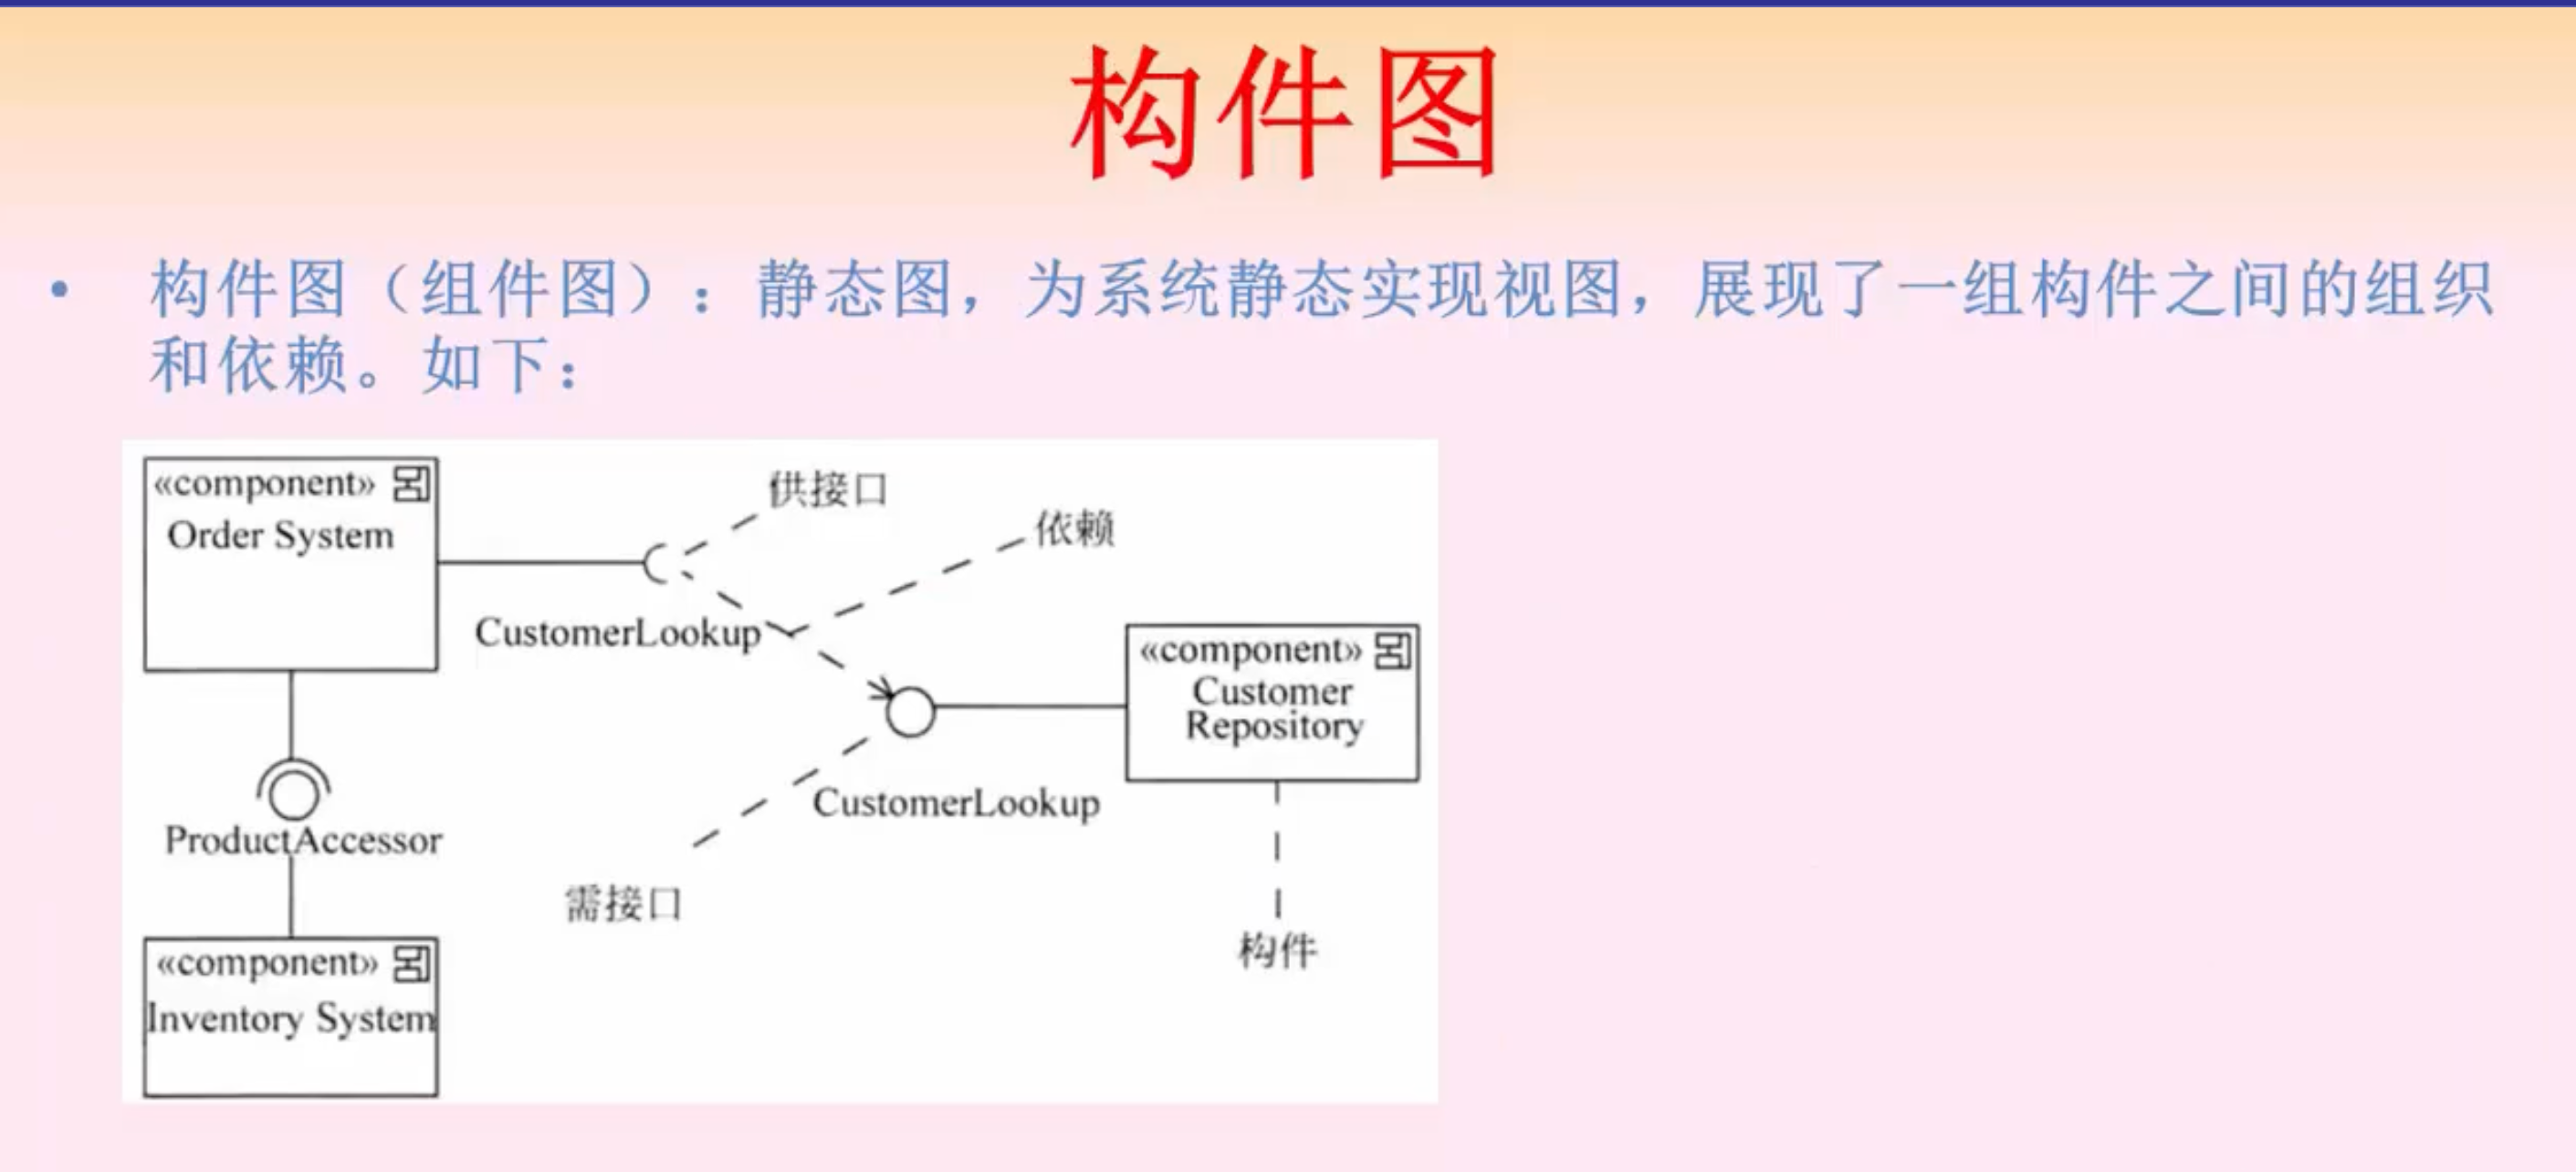 构件图
• 构件图（组件图）：静态图，为系统静态实现视图，展现了一组构件之间的组织
和依赖。如下：
«component»
Order System
供接口
依赖
CustomerLookup
«component»
Customer
Repository
CustomerLookup
ProductAccessor
需接口
构件
«component»
Inventory System